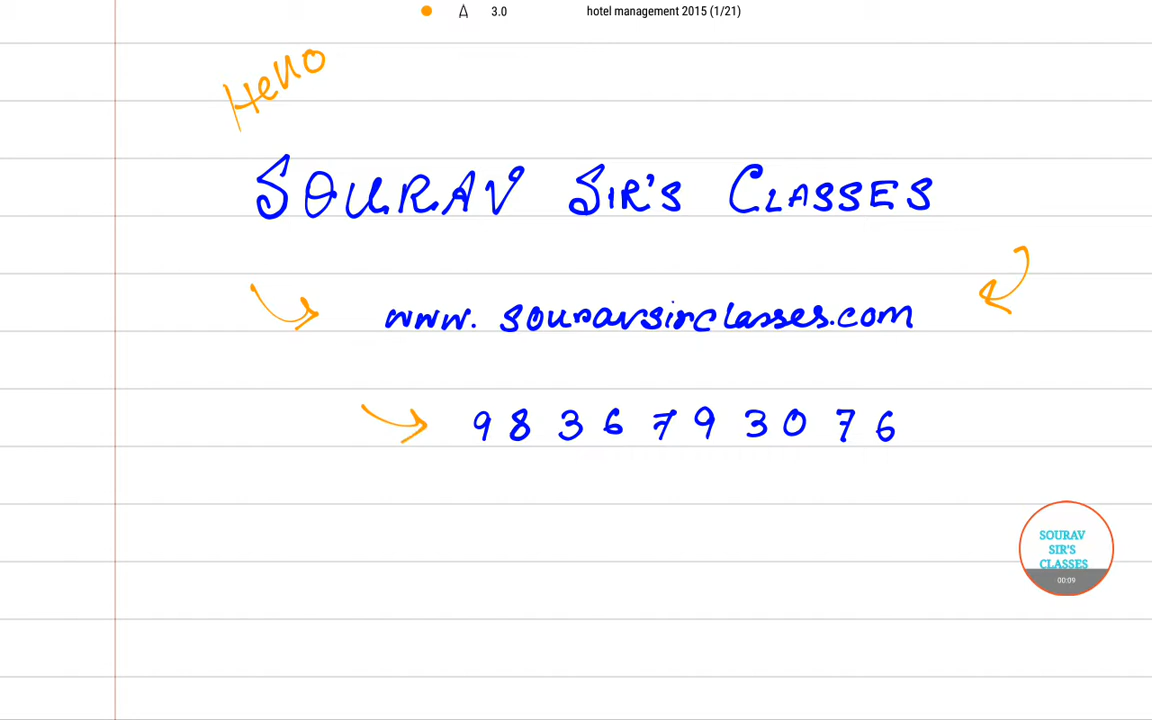 A 3.0 hotel management 2015 (1/21)
Hello
SOURAV SIR'S CLASSES
www.souravsirclasses.com
9836793076
SOURAV
SIR'S
CLASSES
00:09